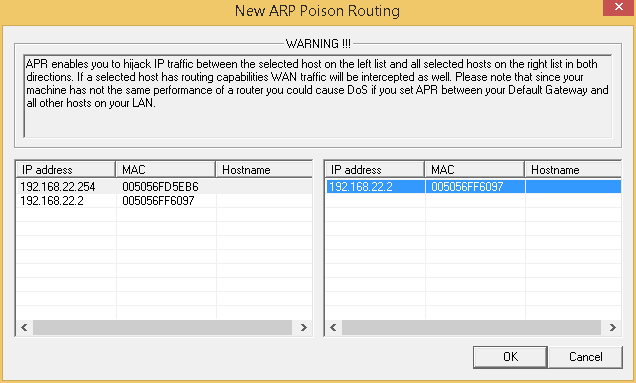 New ARP Poison Routing
WARNING !!!
APR enables you to hijack IP traffic between the selected host on the left list and all selected hosts on the right list in both
directions. If a selected host has routing capabilities WAN traffic will be intercepted as well. Please note that since your
machine has not the same performance of a router you could cause DoS if you set APR between your Default Gateway and
all other hosts on your LAN.
IP address MAC Hostname
192.168.22.254 005056FD5EB6
192.168.22.2 005056FF6097
IP address MAC Hostname
192.168.22.2 005056FF6097
OK Cancel